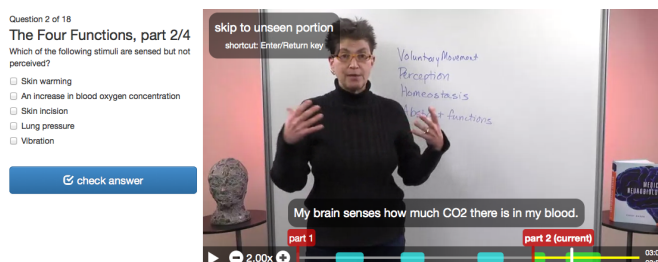 Question 2 of 18
The Four Functions, part 2/4
Which of the following stimuli are sensed but not
perceived?
Skin warming
An increase in blood oxygen concentration
Skin incision
Lung pressure
Vibration
check answer
skip to unseen portion
shortcut: Enter/Return key
Voluntary Movement
Perception
Homeostasis
Abstract functions
My brain senses how much CO2 there is in my blood.
part 1
part 2 (current)
2.00x